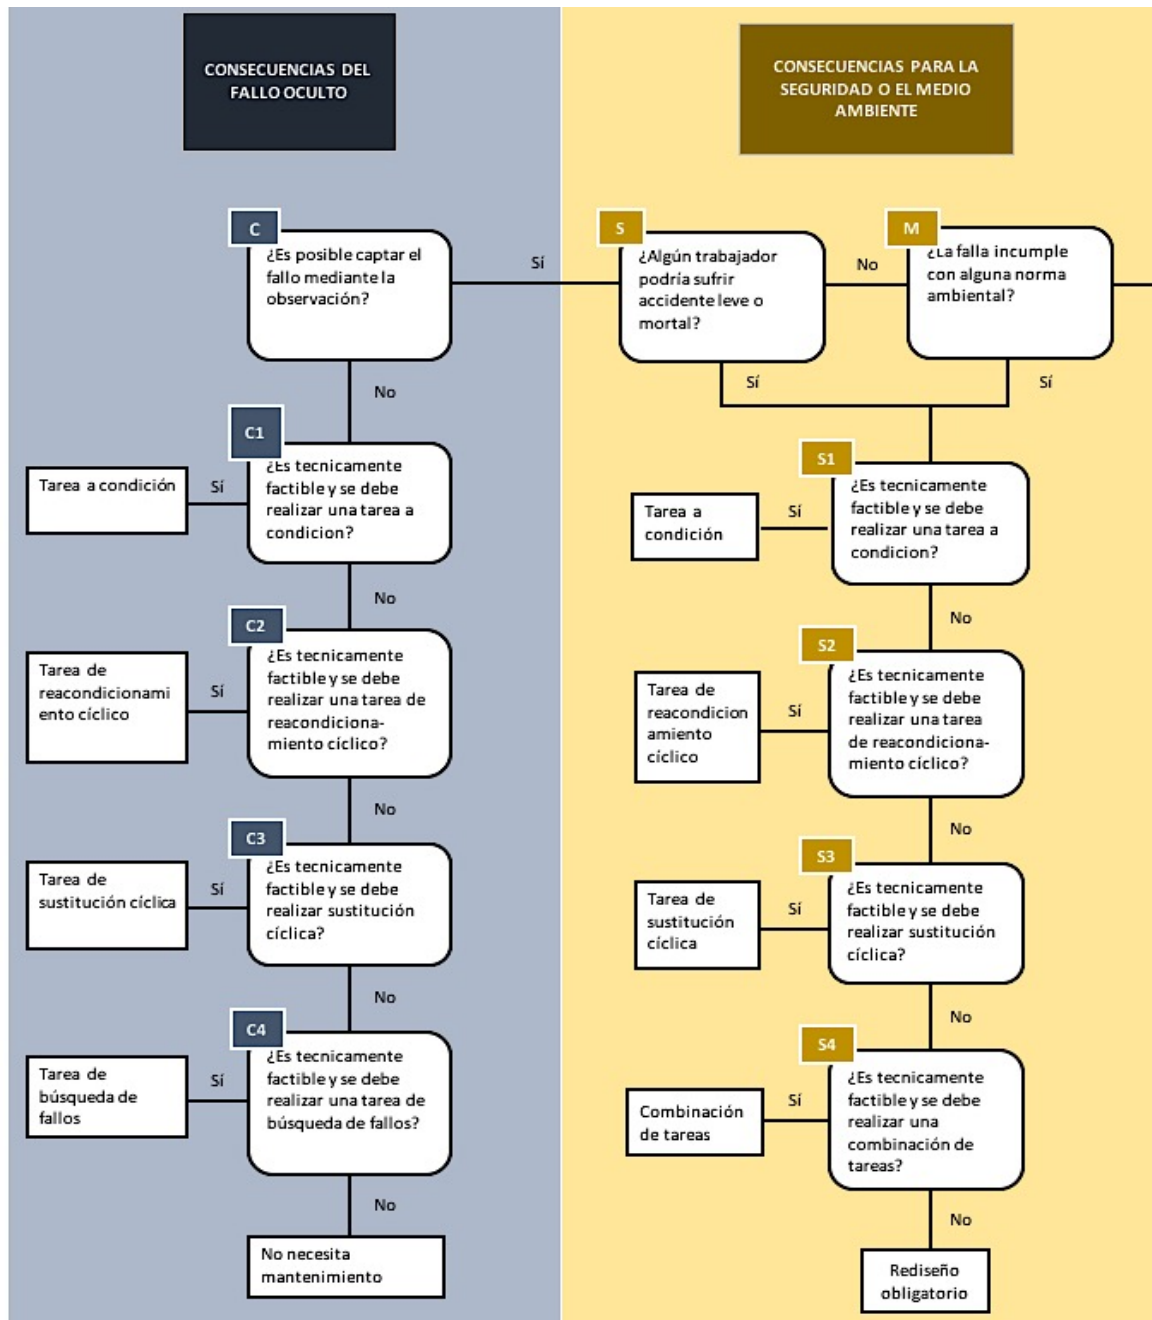 CONSECUENCIAS DEL
FALLO OCULTO
C
¿Es posible captar el
fallo mediante la
observación?
Sí
No
C1
¿Es tecnicamente
factible y se debe
realizar una tarea a
condicion?
Sí
Tarea a condición
No
C2
¿Es tecnicamente
factible y se debe
realizar una tarea de
reacondiciona-
miento cíclico?
Sí
Tarea de
reacondicionami
ento cíclico
No
C3
¿Es tecnicamente
factible y se debe
realizar sustitución
cíclica?
Sí
Tarea de
sustitución cíclica
No
C4
¿Es tecnicamente
factible y se debe
realizar una tarea de
búsqueda de fallos?
Sí
Tarea de
búsqueda de
fallos
No
No necesita
mantenimiento
CONSECUENCIAS PARA LA
SEGURIDAD O EL MEDIO
AMBIENTE
S
¿Algún trabajador
podría sufrir
accidente leve o
mortal?
No
Sí
M
¿La falla incumple
con alguna norma
ambiental?
Sí
S1
¿Es tecnicamente
factible y se debe
realizar una tarea a
condicion?
Sí
Tarea a
condición
No
S2
¿Es tecnicamente
factible y se debe
realizar una tarea
de reacondiciona-
miento cíclico?
Sí
Tarea de
reacondicion
amiento
cíclico
No
S3
¿Es tecnicamente
factible y se debe
realizar sustitución
cíclica?
Sí
Tarea de
sustitución
cíclica
No
S4
¿Es tecnicamente
factible y se debe
realizar una
combinación de
tareas?
Sí
Combinación
de tareas
No
Rediseño
obligatorio